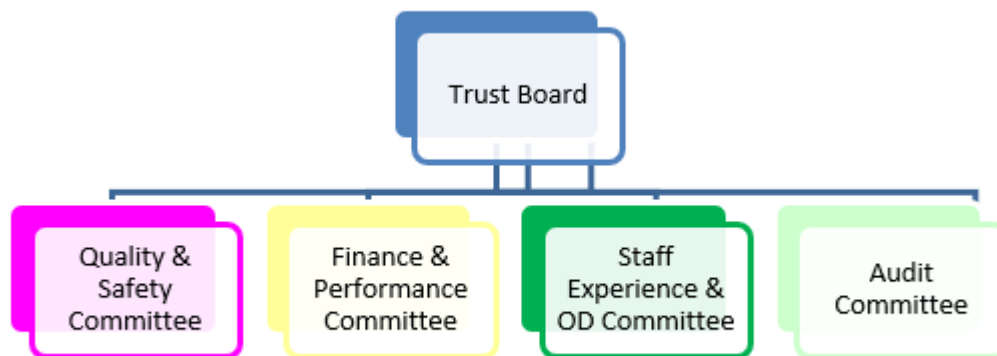 Trust Board
Quality &
Safety
Committee
Finance &
Performance
Committee
Staff
Experience &
OD Committee
Audit
Committee